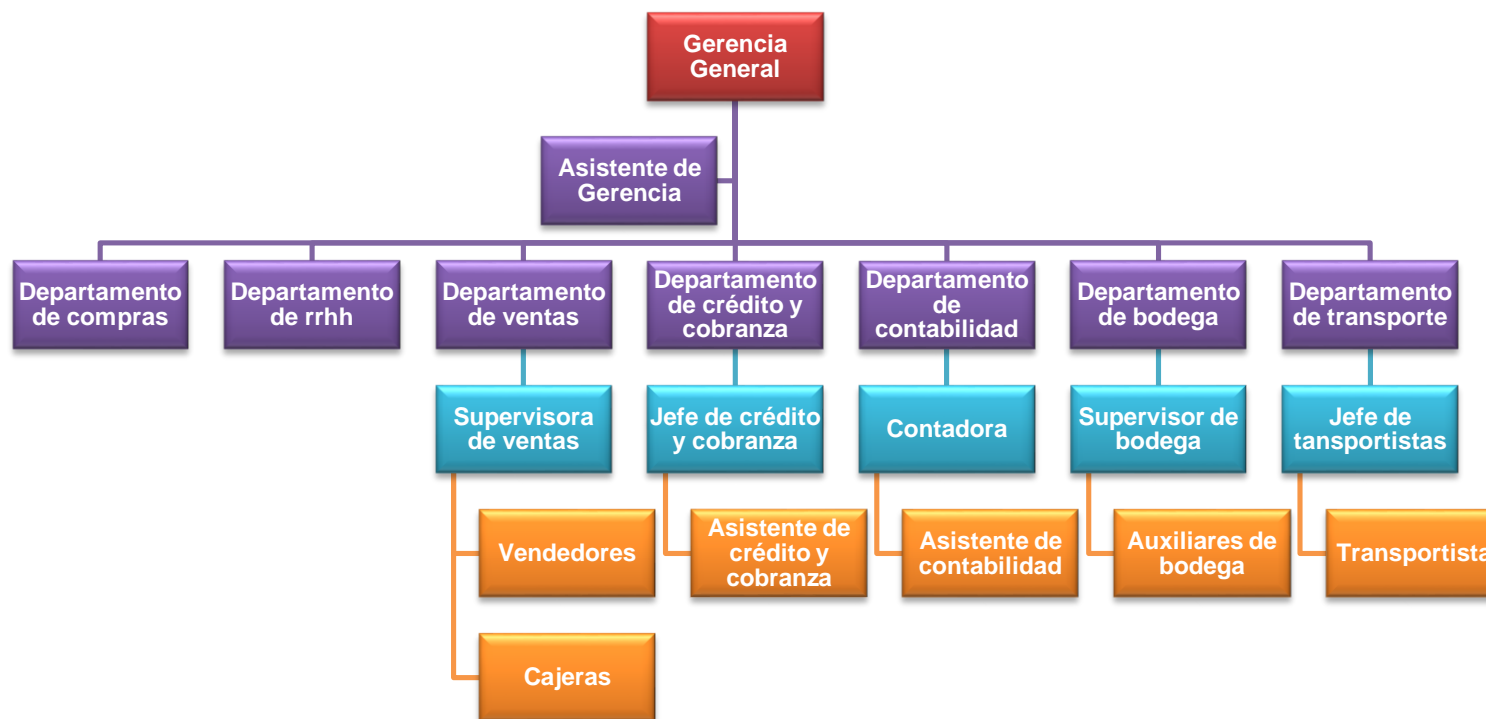 Gerencia
General
Asistente de
Gerencia
Departamento
de compras
Departamento
de rrhh
Departamento
de ventas
Departamento
de crédito y
cobranza
Departamento
de
contabilidad
Departamento
de bodega
Departamento
de transporte
Supervisora
de ventas
Jefe de crédito
y cobranza
Contadora
Supervisor de
bodega
Jefe de
tansportistas
Vendedores
Asistente de
crédito y
cobranza
Asistente de
contabilidad
Auxiliares de
bodega
Transportista
Cajeras